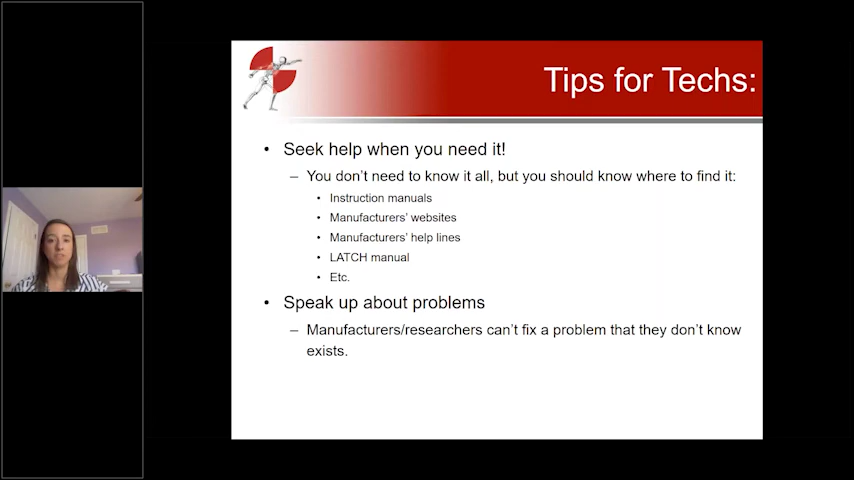 Tips for Techs:
• Seek help when you need it!
– You don't need to know it all, but you should know where to find it:
• Instruction manuals
• Manufacturers' websites
• Manufacturers' help lines
• LATCH manual
• Etc.
• Speak up about problems
– Manufacturers/researchers can't fix a problem that they don't know
exists.